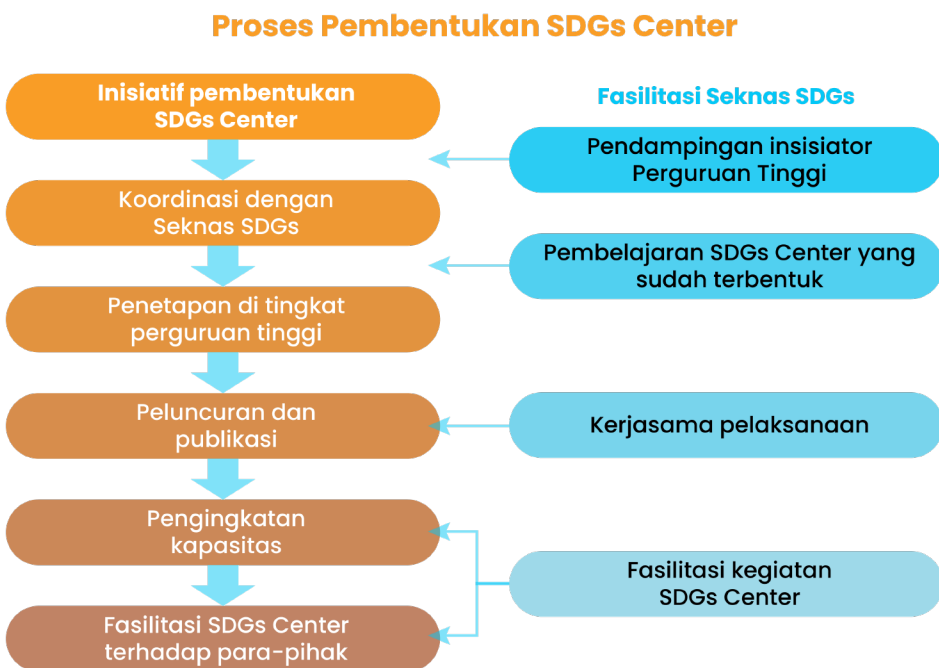 Proses Pembentukan SDGs Center
Inisiatif pembentukan
SDGs Center
Koordinasi dengan
Seknas SDGs
Penetapan di tingkat
perguruan tinggi
Peluncuran dan
publikasi
Pengingkatan
kapasitas
Fasilitasi SDGs Center
terhadap para-pihak
Fasilitasi Seknas SDGs
Pendampingan insisiator
Perguruan Tinggi
Pembelajaran SDGs Center yang
sudah terbentuk
Kerjasama pelaksanaan
Fasilitasi kegiatan
SDGs Center